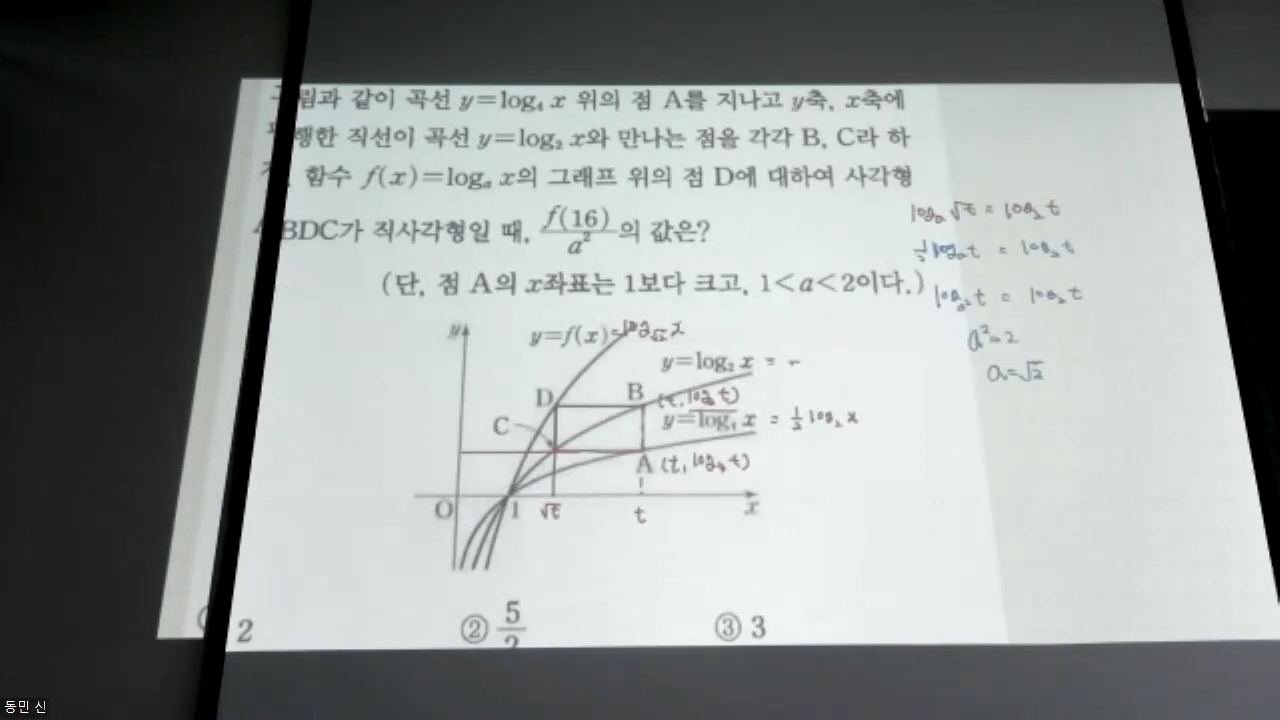 림과 같이 곡선 y=log₄ x 위의 점 A를 지나고 y축, x축에
행한 직선이 곡선 y=log₂ x와 만나는 점을 각각 B, C라 하
함수 f(x)=logₐ x의 그래프 위의 점 D에 대하여 사각형
BDC가 직사각형일 때, f(16)/a² 의 값은?
(단, 점 A의 x좌표는 1보다 크고, 1<a<2이다.)
logₐ √t = log₂ t
½ logₐ t = log₂ t
log_{a²} t = log₂ t
a²=2
a=√2
y
y=f(x) = log_{√2} x
y=log₂ x = -
D
B
(t, log₂ t)
C
y=log₄ x = ½ log₂ x
A (t, log₄ t)
O
1
√t
t
x
2
② 5/2
③ 3
동민 신